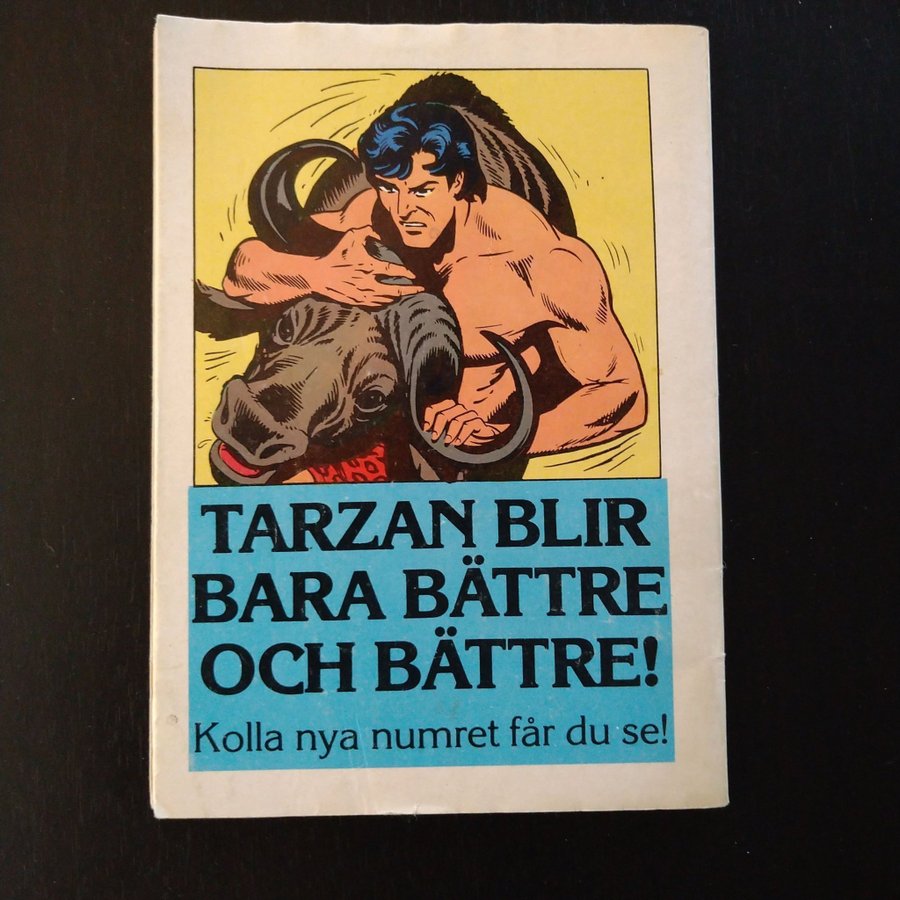 TARZAN BLIR
BARA BÄTTRE
OCH BÄTTRE!
Kolla nya numret får du se!